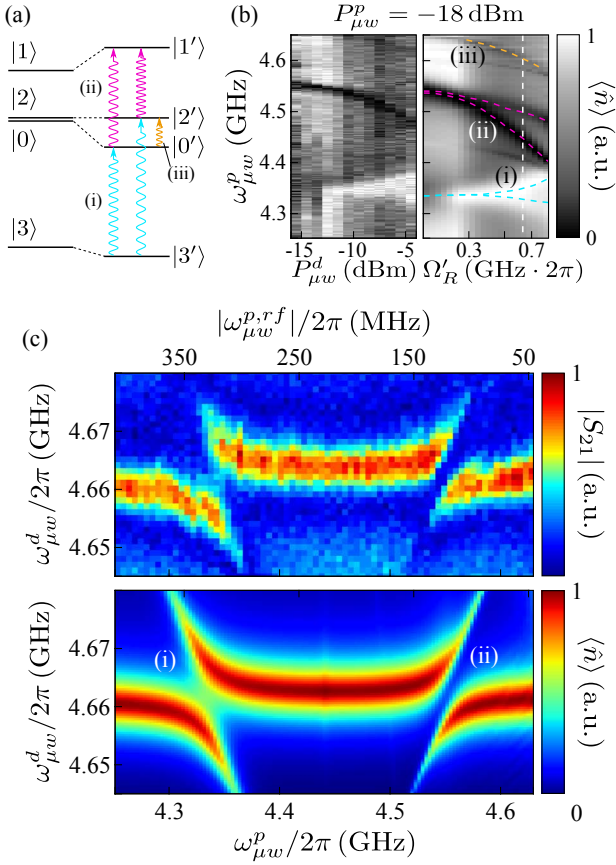 (a)
|1⟩
|1′⟩
(ii)
|2⟩
|2′⟩
|0⟩
|0′⟩
(iii)
(i)
|3⟩
|3′⟩
(b)
P^p_{μw} = −18 dBm
ω^p_{μw} (GHz)
4.6
4.5
4.4
4.3
(iii)
(ii)
(i)
−15 −10 −5
P^d_{μw} (dBm)
0.3 0.7
Ω′_R (GHz · 2π)
1
0
⟨n̂⟩ (a.u.)
(c)
|ω^{p,rf}_{μw}|/2π (MHz)
350 250 150 50
ω^d_{μw}/2π (GHz)
4.67
4.66
4.65
1
0
|S_{21}| (a.u.)
ω^d_{μw}/2π (GHz)
4.67
4.66
4.65
(i)
(ii)
1
0
⟨n̂⟩ (a.u.)
4.3 4.4 4.5 4.6
ω^p_{μw}/2π (GHz)